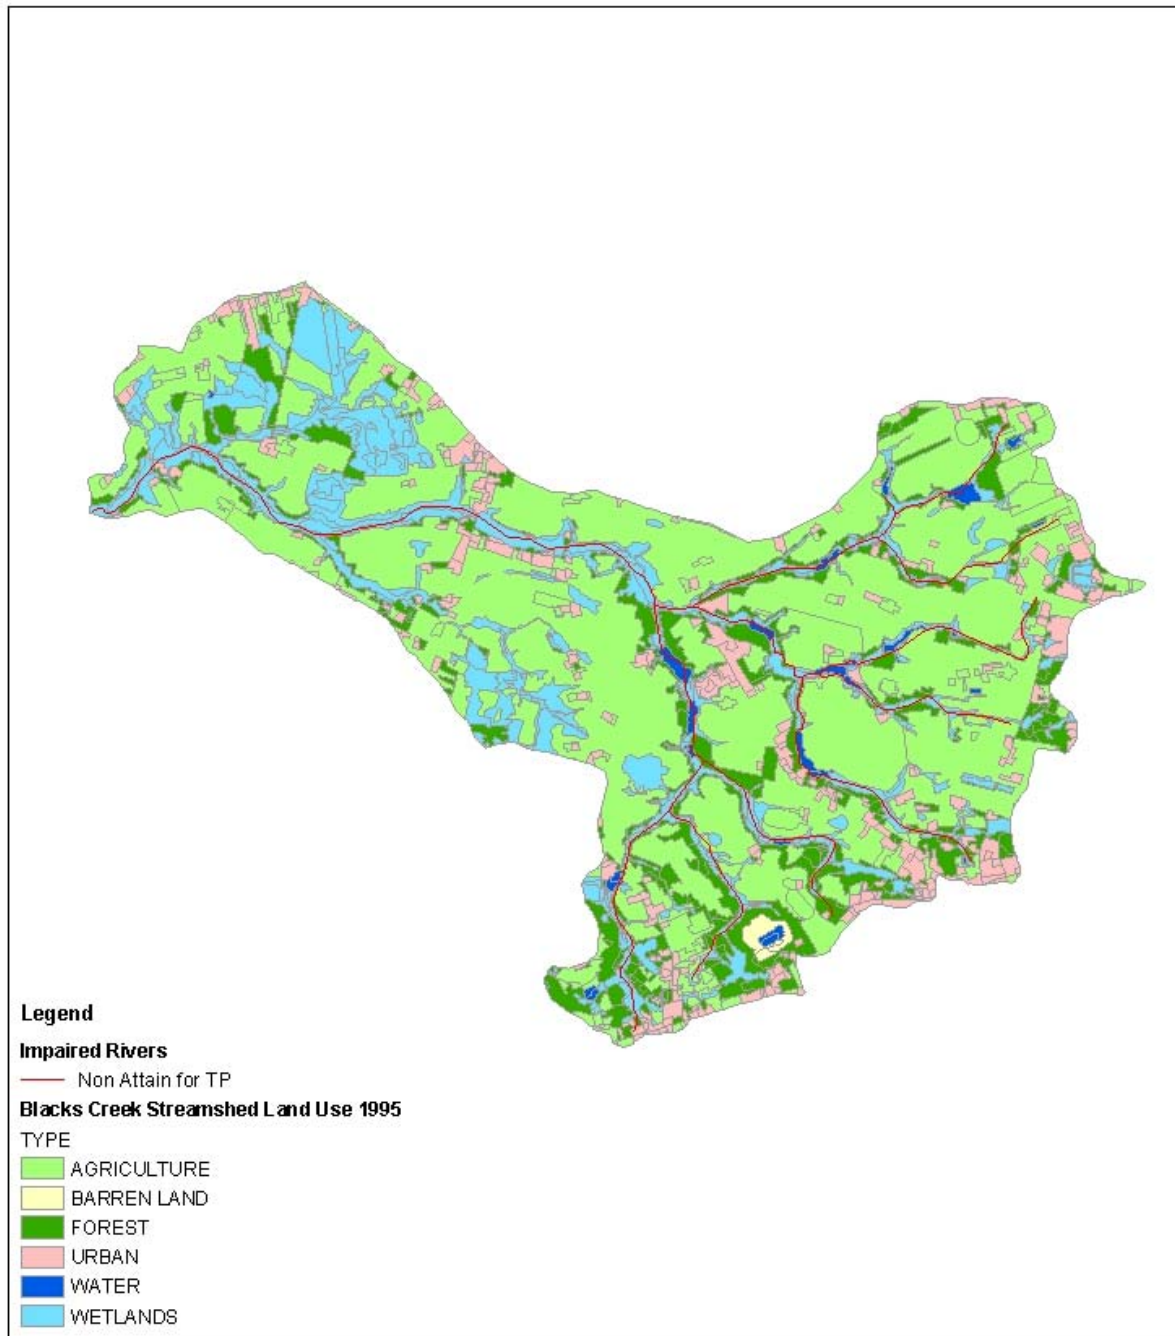 Legend
Impaired Rivers
Non Attain for TP
Blacks Creek Streamshed Land Use 1995
TYPE
AGRICULTURE
BARREN LAND
FOREST
URBAN
WATER
WETLANDS